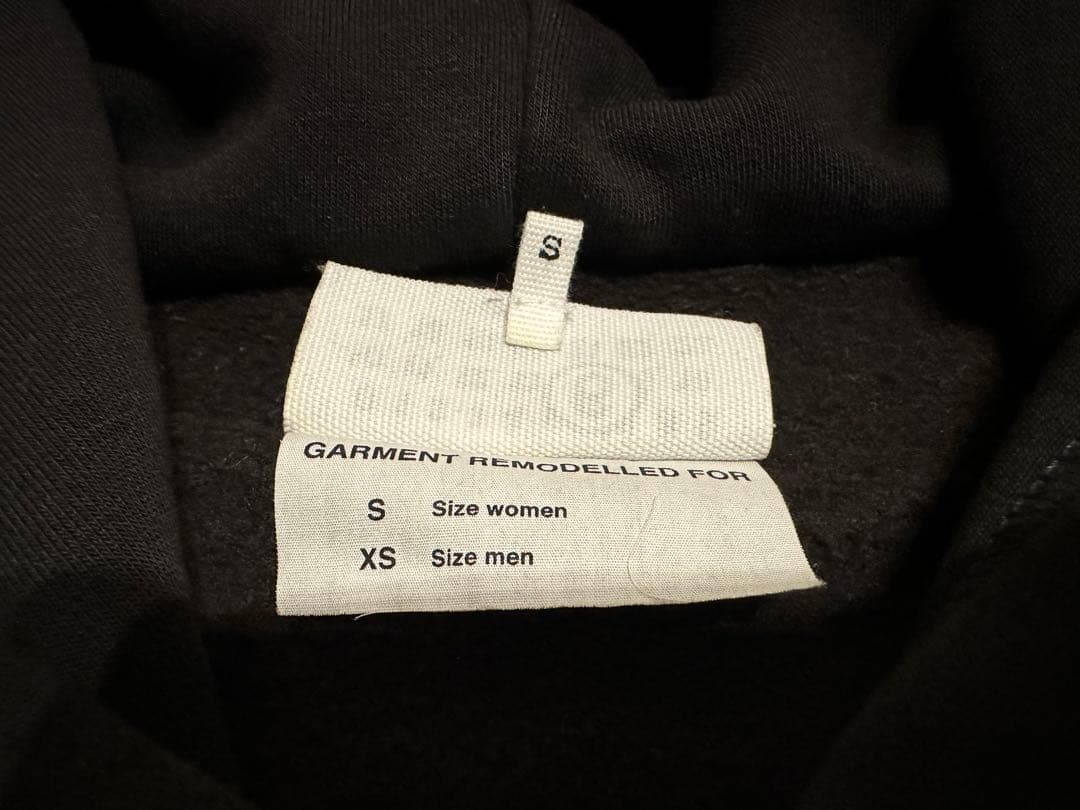 S
GARMENT REMODELLED FOR
S Size women
XS Size men